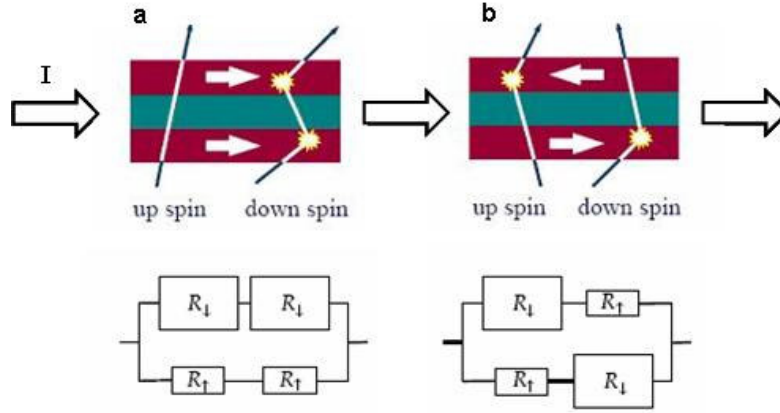 a b
I
up spin down spin up spin down spin
R↓ R↓ R↓ R↑
R↑ R↑ R↑ R↓